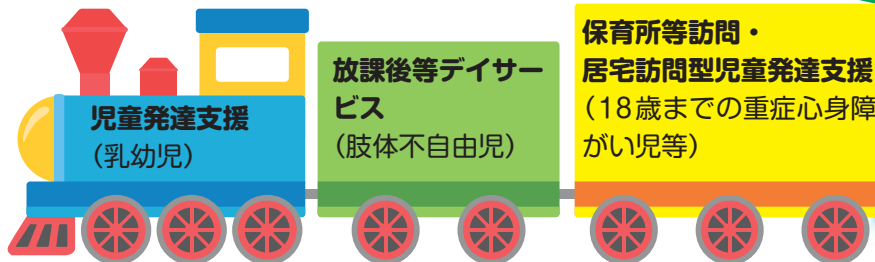 児童発達支援
（乳幼児）
放課後等デイサー
ビス
（肢体不自由児）
保育所等訪問・
居宅訪問型児童発達支援
（18歳までの重症心身障
がい児等）